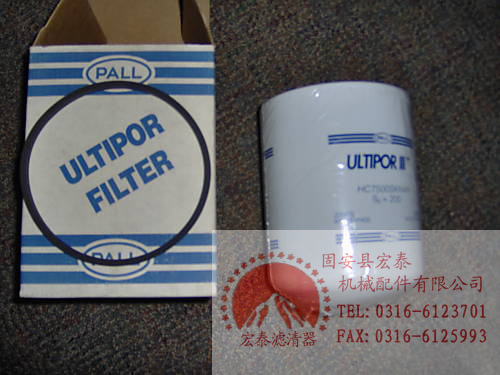 PALL
ULTIPOR
FILTER
PALL
ULTIPOR III™
固安县宏泰
机械配件有限公司
TEL: 0316-6123701
FAX: 0316-6125993
宏泰滤清器